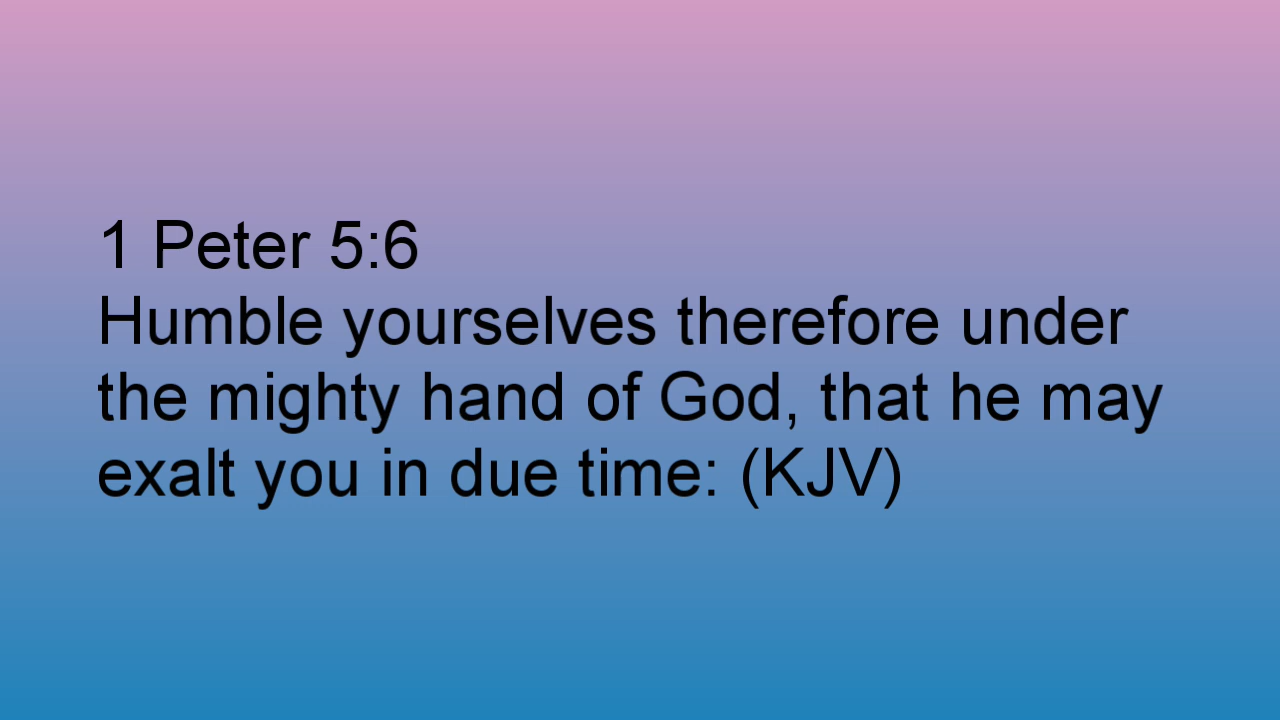 1 Peter 5:6
Humble yourselves therefore under
the mighty hand of God, that he may
exalt you in due time: (KJV)